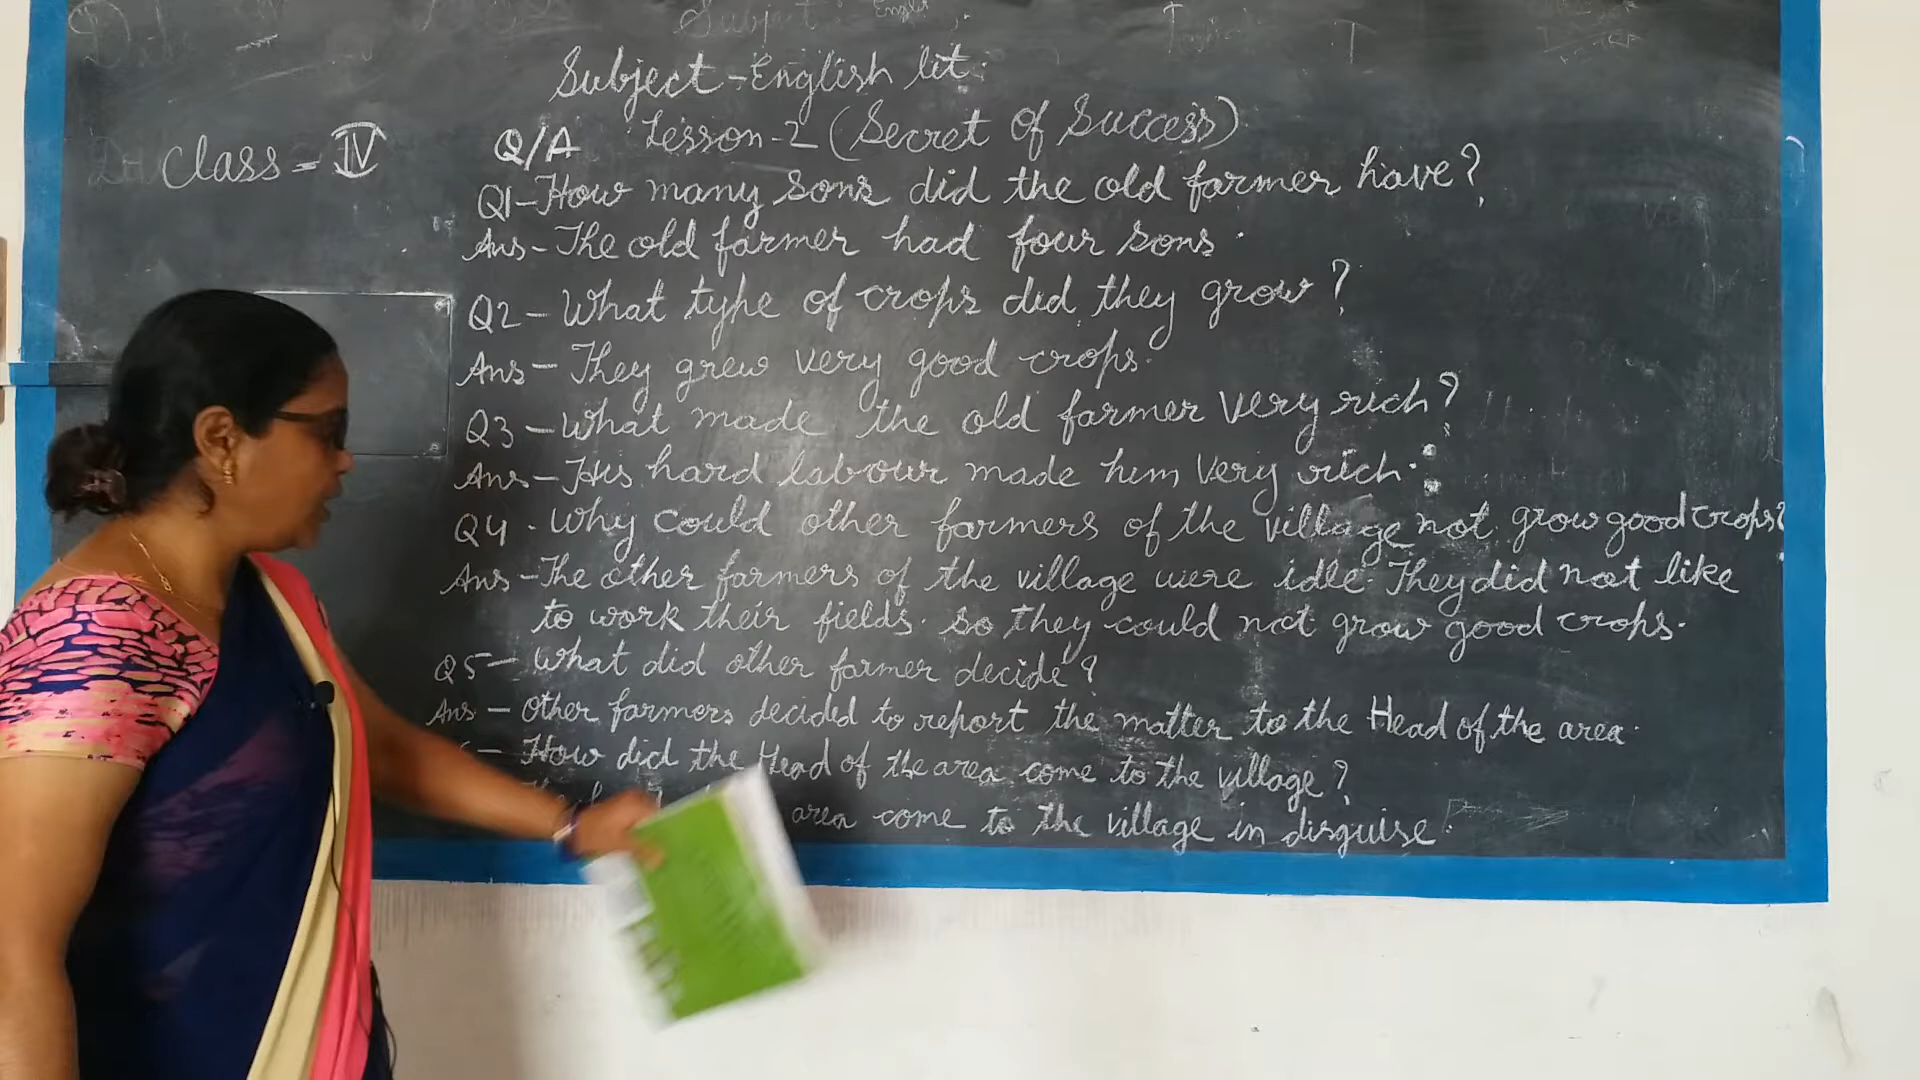 Subject-English lit.
Class - IV
Q/A Lesson-2 (Secret of Success)
Q1-How many sons did the old farmer have?
Ans-The old farmer had four sons.
Q2-What type of crops did they grow?
Ans-They grew very good crops.
Q3-What made the old farmer very rich?
Ans-His hard labour made him very rich.
Q4-Why could other farmers of the village not grow good crops?
Ans-The other farmers of the village were idle. They did not like
to work their fields. So they could not grow good crops.
Q5-What did other farmer decide?
Ans-Other farmers decided to report the matter to the Head of the area.
-How did the Head of the area come to the village?
area come to the village in disguise.